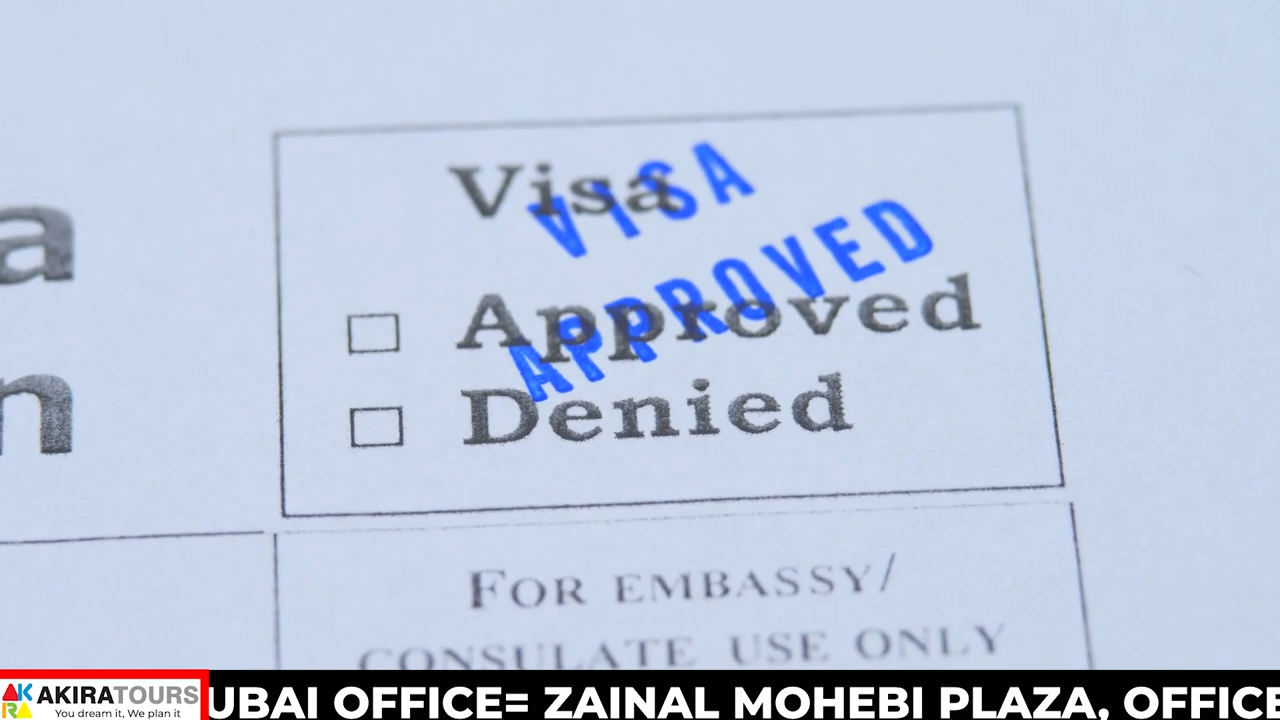 a
n
Visa
VISA
APPROVED
Approved
Denied
FOR EMBASSY/
CONSULATE USE ONLY
AKIRATOURS
You dream it, We plan it
UBAI OFFICE= ZAINAL MOHEBI PLAZA, OFFICE